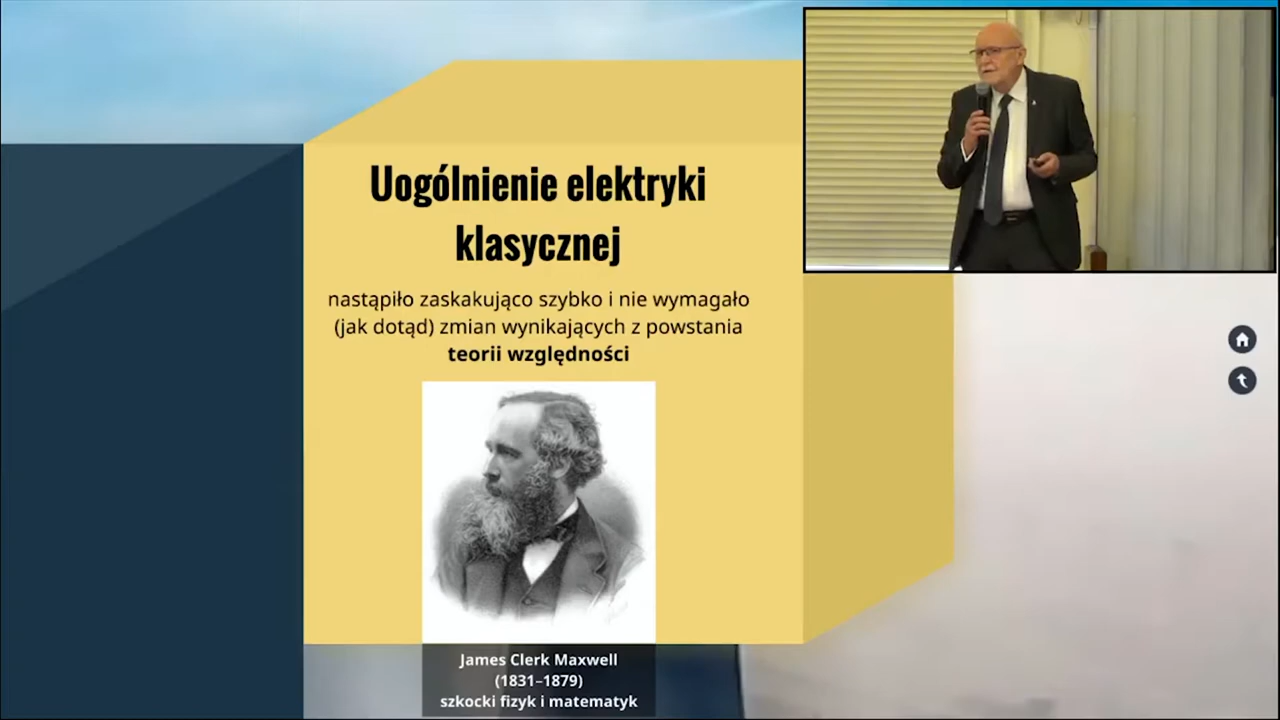 Uogólnienie elektryki
klasycznej
nastąpiło zaskakująco szybko i nie wymagało
(jak dotąd) zmian wynikających z powstania
teorii względności
James Clerk Maxwell
(1831–1879)
szkocki fizyk i matematyk